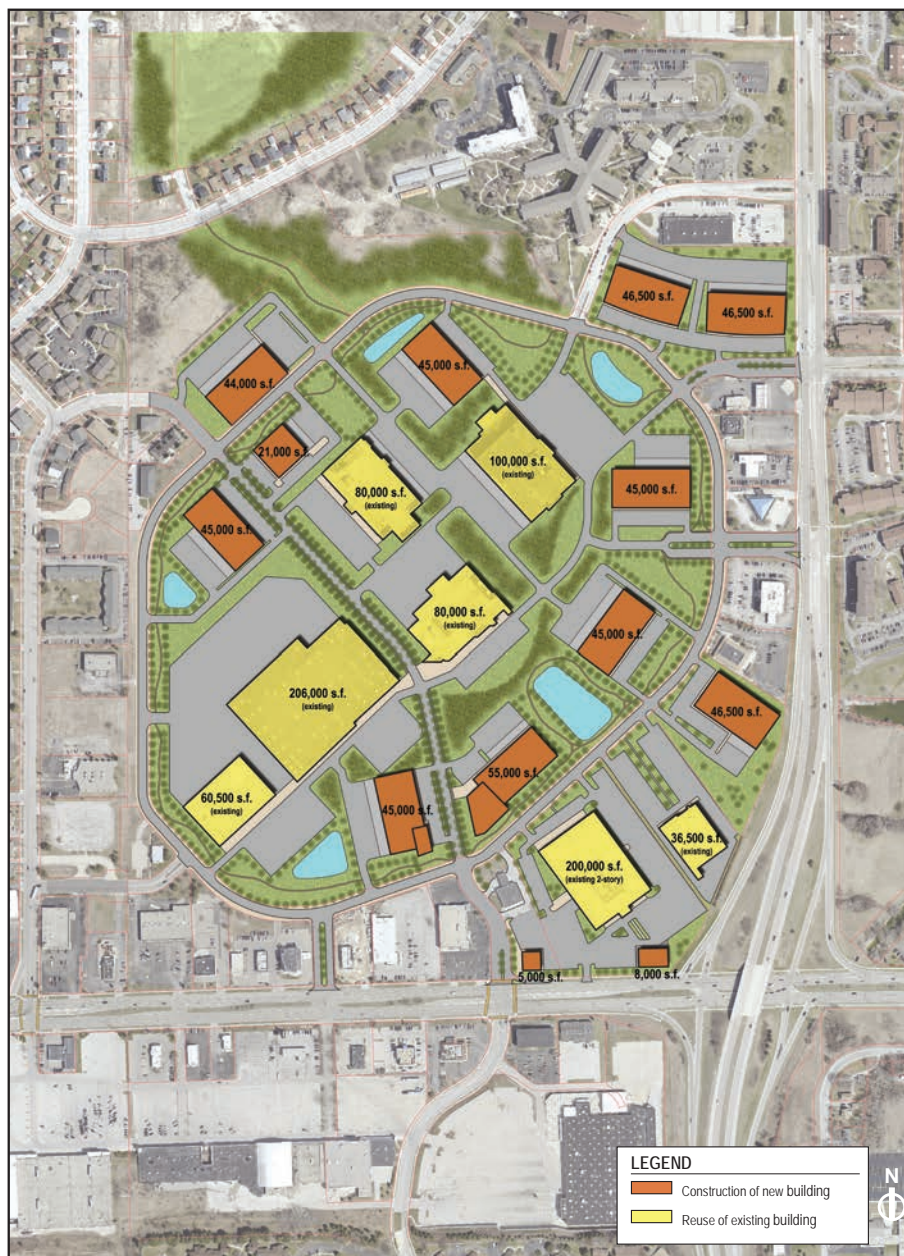 46,500 s.f.
46,500 s.f.
45,000 s.f.
44,000 s.f.
21,000 s.f.
100,000 s.f.
(existing)
80,000 s.f.
(existing)
45,000 s.f.
45,000 s.f.
80,000 s.f.
(existing)
45,000 s.f.
206,000 s.f.
(existing)
46,500 s.f.
55,000 s.f.
60,500 s.f.
(existing)
45,000 s.f.
36,500 s.f.
(existing)
200,000 s.f.
(existing 2-story)
5,000 s.f.
8,000 s.f.
LEGEND
Construction of new building
Reuse of existing building
N